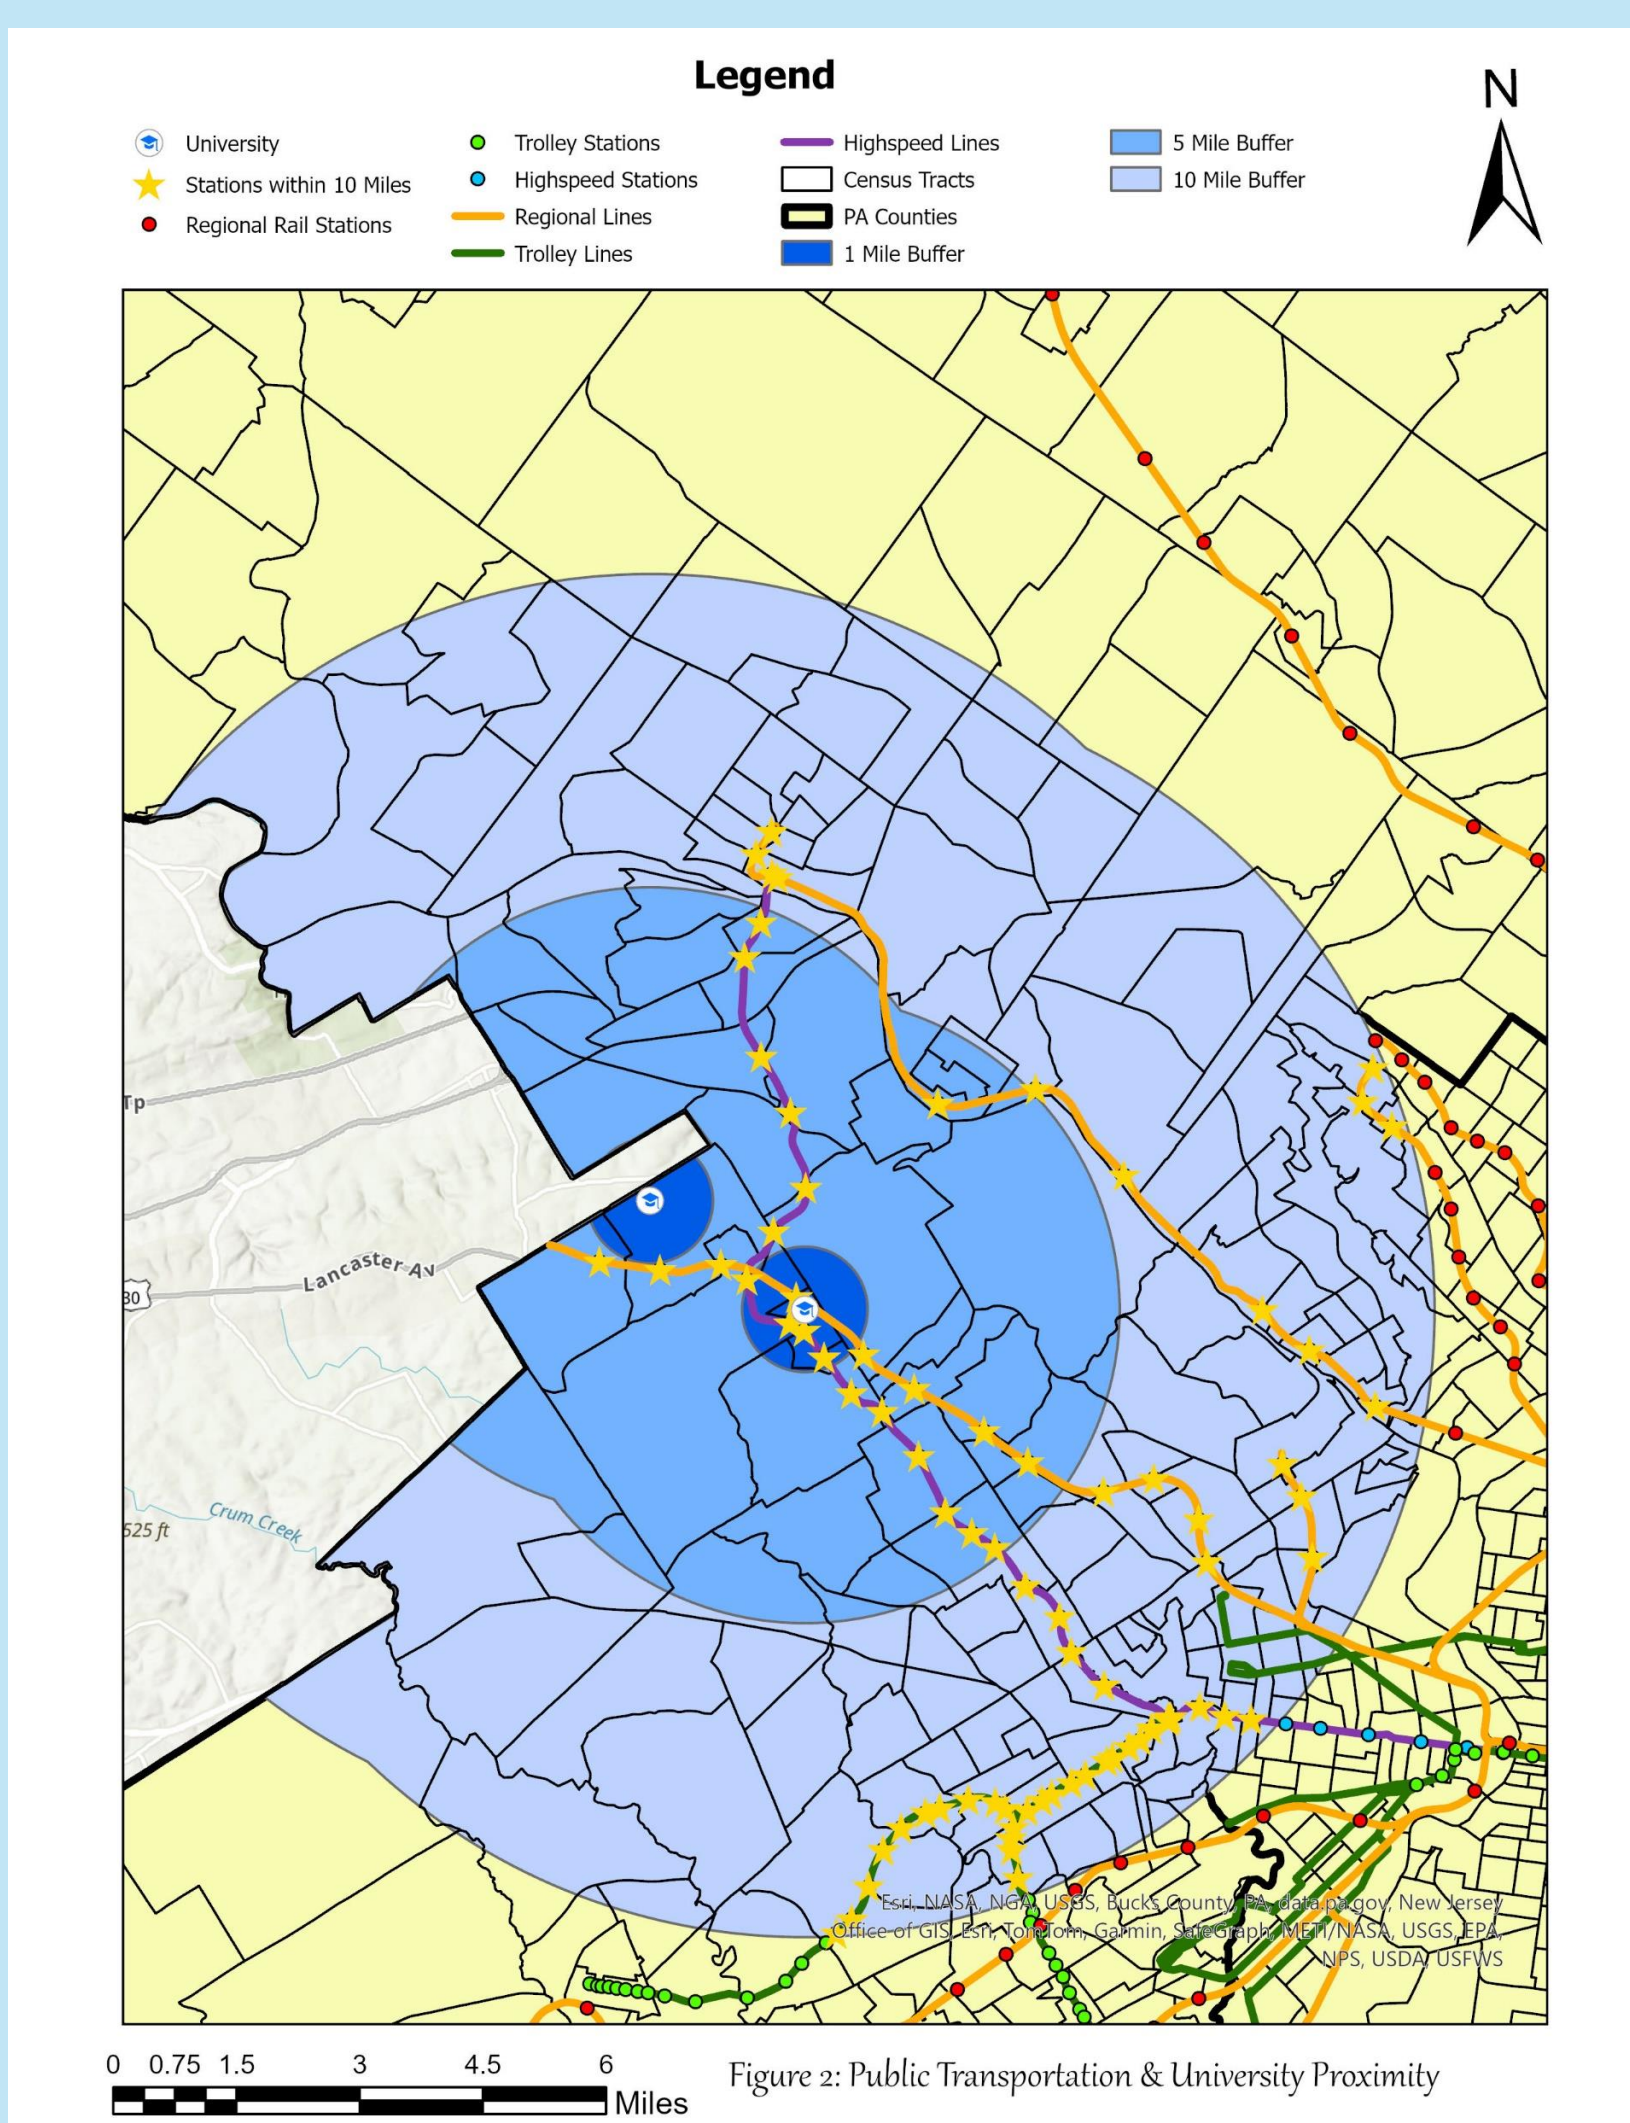 Legend
N
University
Stations within 10 Miles
Regional Rail Stations
Trolley Stations
Highspeed Stations
Regional Lines
Trolley Lines
Highspeed Lines
Census Tracts
PA Counties
1 Mile Buffer
5 Mile Buffer
10 Mile Buffer
Tp
30
Lancaster Av
Crum Creek
525 ft
Esri, NASA, NGA, USGS, Bucks County, PA, data.pa.gov, New Jersey
Office of GIS, Esri, TomTom, Garmin, SafeGraph, METI/NASA, USGS, EPA,
NPS, USDA, USFWS
0 0.75 1.5 3 4.5 6
Miles
Figure 2: Public Transportation & University Proximity